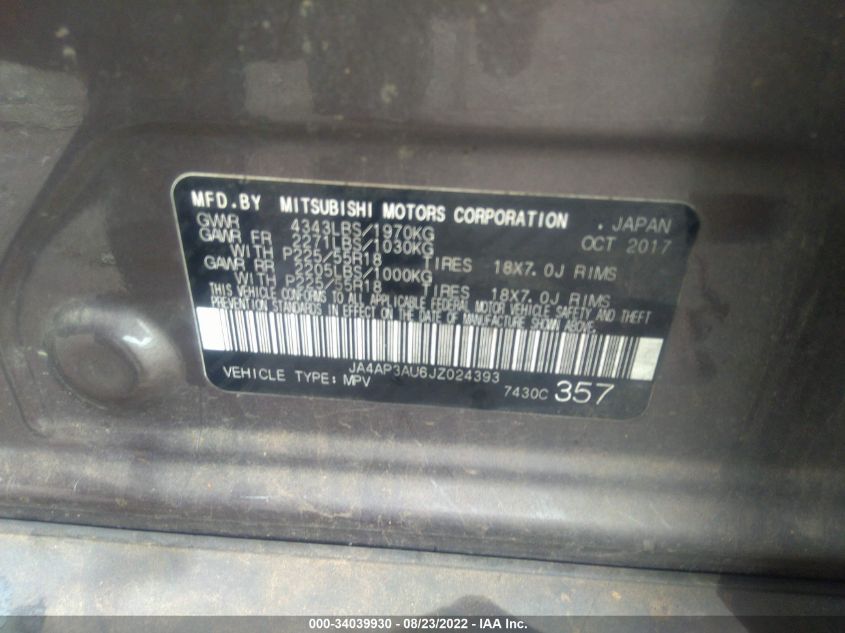 MFD.BY MITSUBISHI MOTORS CORPORATION . JAPAN
GVWR 4343LBS/1970KG OCT 2017
GAWR FR 2271LBS/1030KG
WITH P225/55R18 TIRES 18X7.0J RIMS
GAWR RR 2205LBS/1000KG
WITH P225/55R18 TIRES 18X7.0J RIMS
THIS VEHICLE CONFORMS TO ALL APPLICABLE FEDERAL MOTOR VEHICLE SAFETY AND THEFT
PREVENTION STANDARDS IN EFFECT ON THE DATE OF MANUFACTURE SHOWN ABOVE.
JA4AP3AU6JZ024393
VEHICLE TYPE: MPV 7430C 357
000-34039930 - 08/23/2022 - IAA Inc.